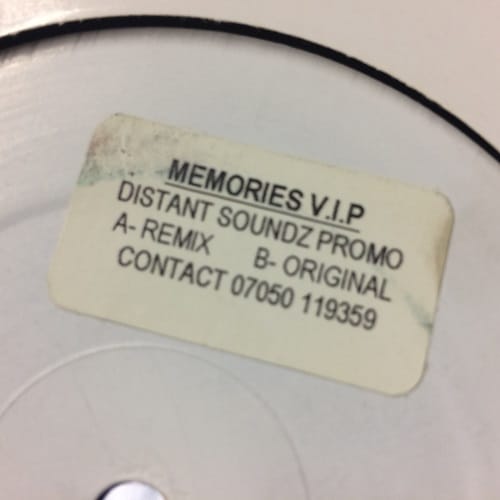 MEMORIES V.I.P
DISTANT SOUNDZ PROMO
A- REMIX B- ORIGINAL
CONTACT 07050 119359